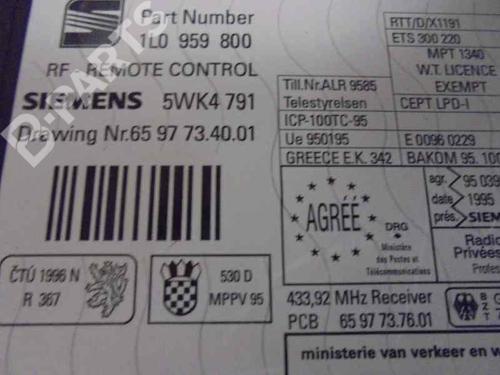 Part Number
1L0 959 800
RF - REMOTE CONTROL
SIEMENS 5WK4 791
Drawing Nr.65 97 73.40.01
B-PARTS
ČTÚ 1996 N
R 367
530 D
MPPV 95
RTT/D/X1191
ETS 300 220
MPT 1340
W.T. LICENCE
EXEMPT
Till.Nr.ALR 9585
Telestyrelsen
CEPT LPD-I
ICP-100TC-95
Ue 950195
E 0096 0229
GREECE E.K. 342
BAKOM 95.100
AGRÉÉ
DRG
Ministère
des Postes et
Télécommunications
agr. 95 039
date 1995
prés. SIEM
Radio
Privées
Profes
433,92 MHz Receiver
PCB 65 97 73.76.01
B
Z
T
ministerie van verkeer en w